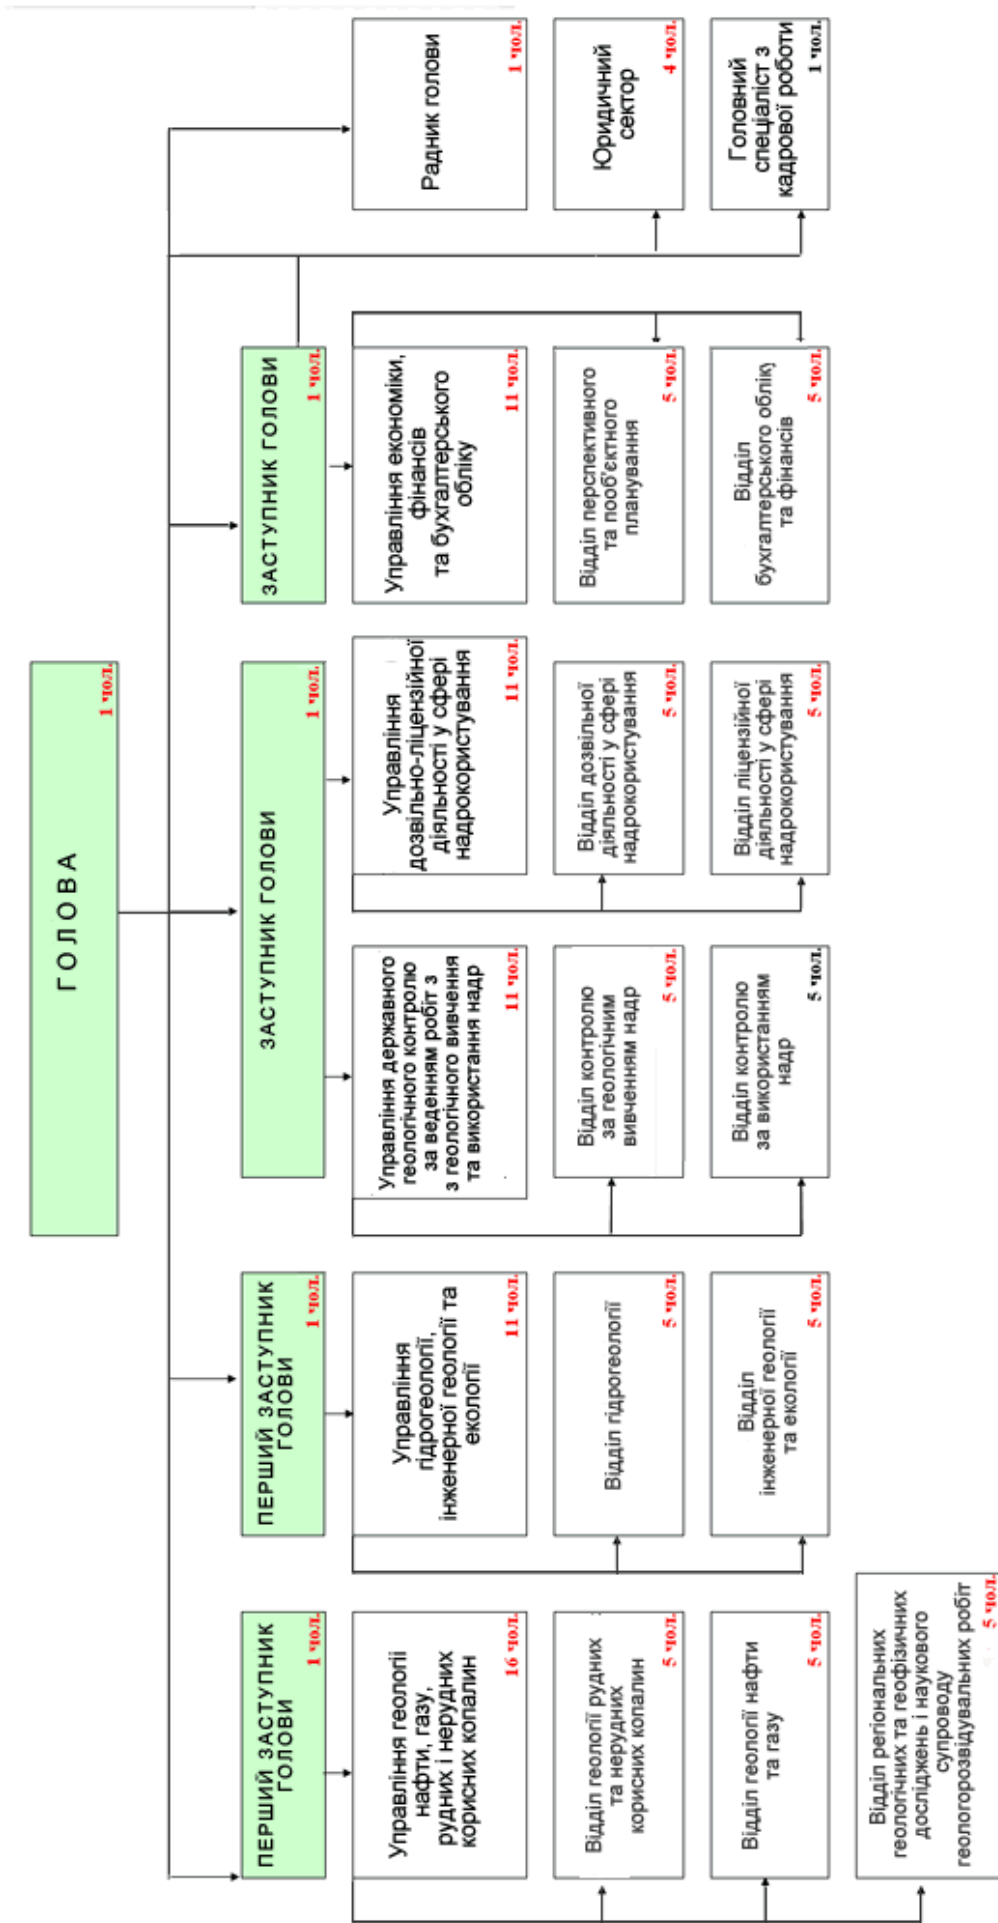 ГОЛОВА
1 чол.
ПЕРШИЙ ЗАСТУПНИК
ГОЛОВИ
1 чол.
ПЕРШИЙ ЗАСТУПНИК
ГОЛОВИ
1 чол.
ЗАСТУПНИК ГОЛОВИ
1 чол.
ЗАСТУПНИК ГОЛОВИ
1 чол.
Управління геології
нафти, газу,
рудних і нерудних
корисних копалин
16 чол.
Управління
гідрогеології,
інженерної геології та
екології
11 чол.
Управління державного
геологічного контролю
за веденням робіт з
з геологічного вивчення
та використання надр
11 чол.
Управління
дозвільно-ліцензійної
діяльності у сфері
надрокористування
11 чол.
Управління економіки,
фінансів
та бухгалтерського
обліку
11 чол.
Радник голови
1 чол.
Відділ геології рудних
та нерудних
корисних копалин
5 чол.
Відділ гідрогеології
5 чол.
Відділ контролю
за геологічним
вивченням надр
5 чол.
Відділ дозвільної
діяльності у сфері
надрокористування
5 чол.
Відділ перспективного
та пооб'єктного
планування
5 чол.
Юридичний
сектор
4 чол.
Відділ геології нафти
та газу
5 чол.
Відділ
інженерної геології
та екології
5 чол.
Відділ контролю
за використанням
надр
5 чол.
Відділ ліцензійної
діяльності у сфері
надрокористування
5 чол.
Відділ
бухгалтерського обліку
та фінансів
5 чол.
Головний
спеціаліст з
кадрової роботи
1 чол.
Відділ регіональних
геологічних та геофізичних
досліджень і наукового
супроводу
геологорозвідувальних робіт
5 чол.